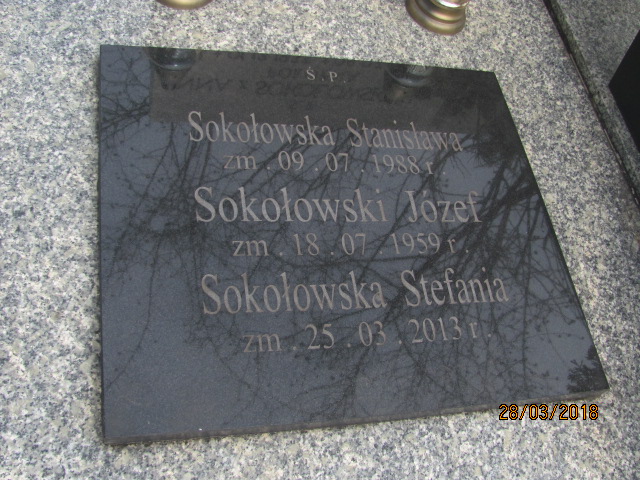 Ś . P .
Sokołowska Stanisława
zm . 09 . 07 . 1988 r .
Sokołowski Józef
zm . 18 . 07 . 1959 r .
Sokołowska Stefania
zm . 25 . 03 . 2013 r .
28/03/2018